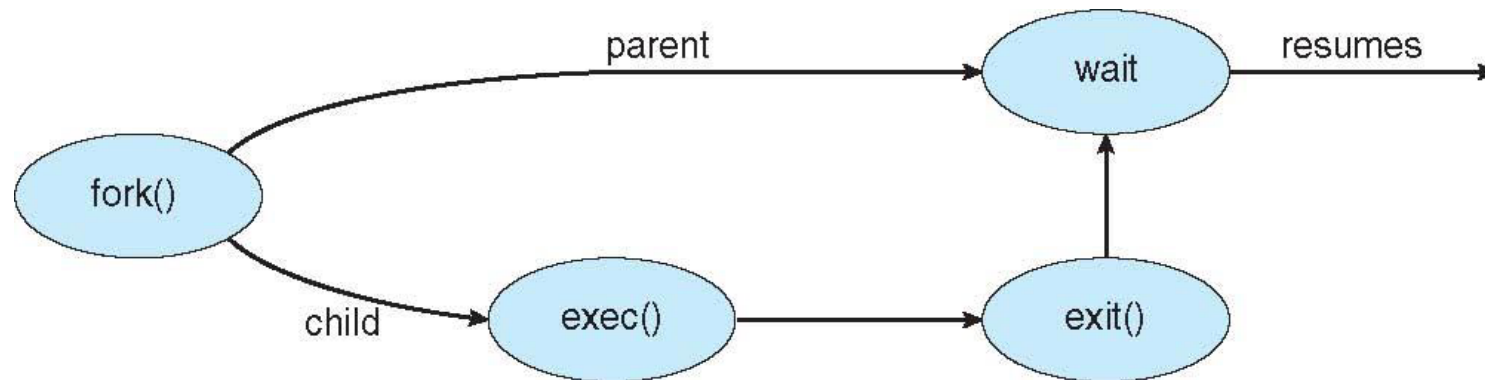 parent
wait
resumes
fork()
child
exec()
exit()